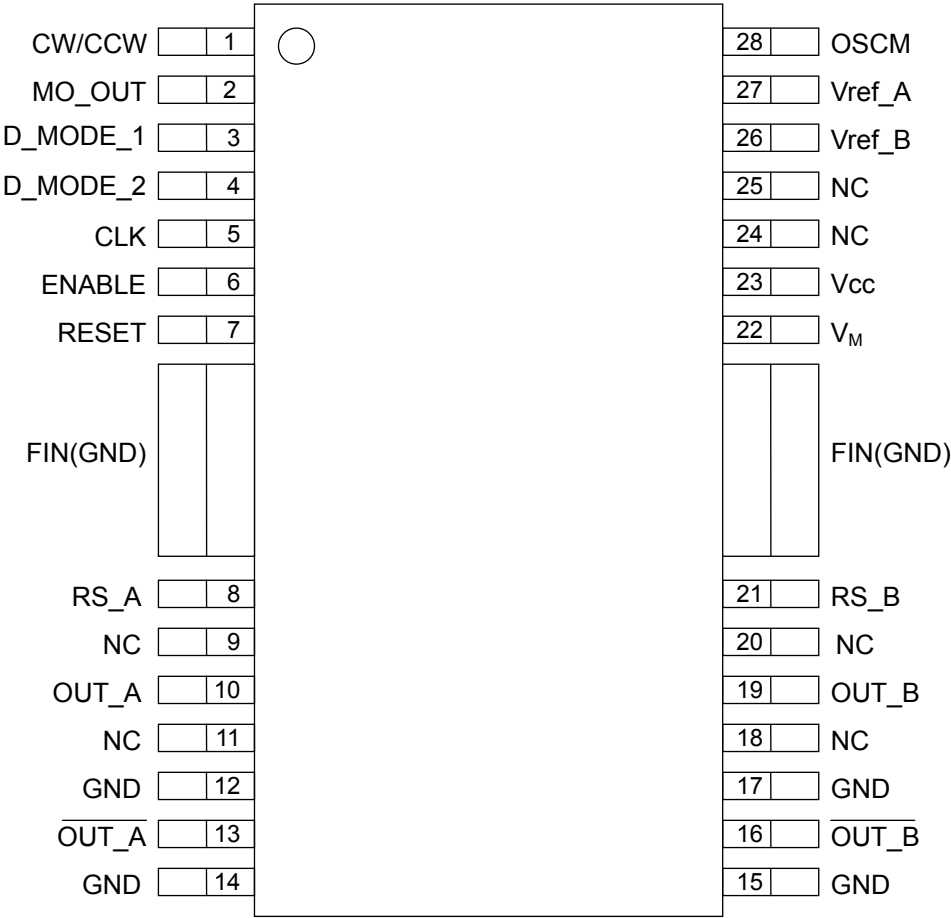 CW/CCW 1 28 OSCM
MO_OUT 2 27 Vref_A
D_MODE_1 3 26 Vref_B
D_MODE_2 4 25 NC
CLK 5 24 NC
ENABLE 6 23 Vcc
RESET 7 22 VM
FIN(GND) FIN(GND)
RS_A 8 21 RS_B
NC 9 20 NC
OUT_A 10 19 OUT_B
NC 11 18 NC
GND 12 17 GND
OUT_A 13 16 OUT_B
GND 14 15 GND